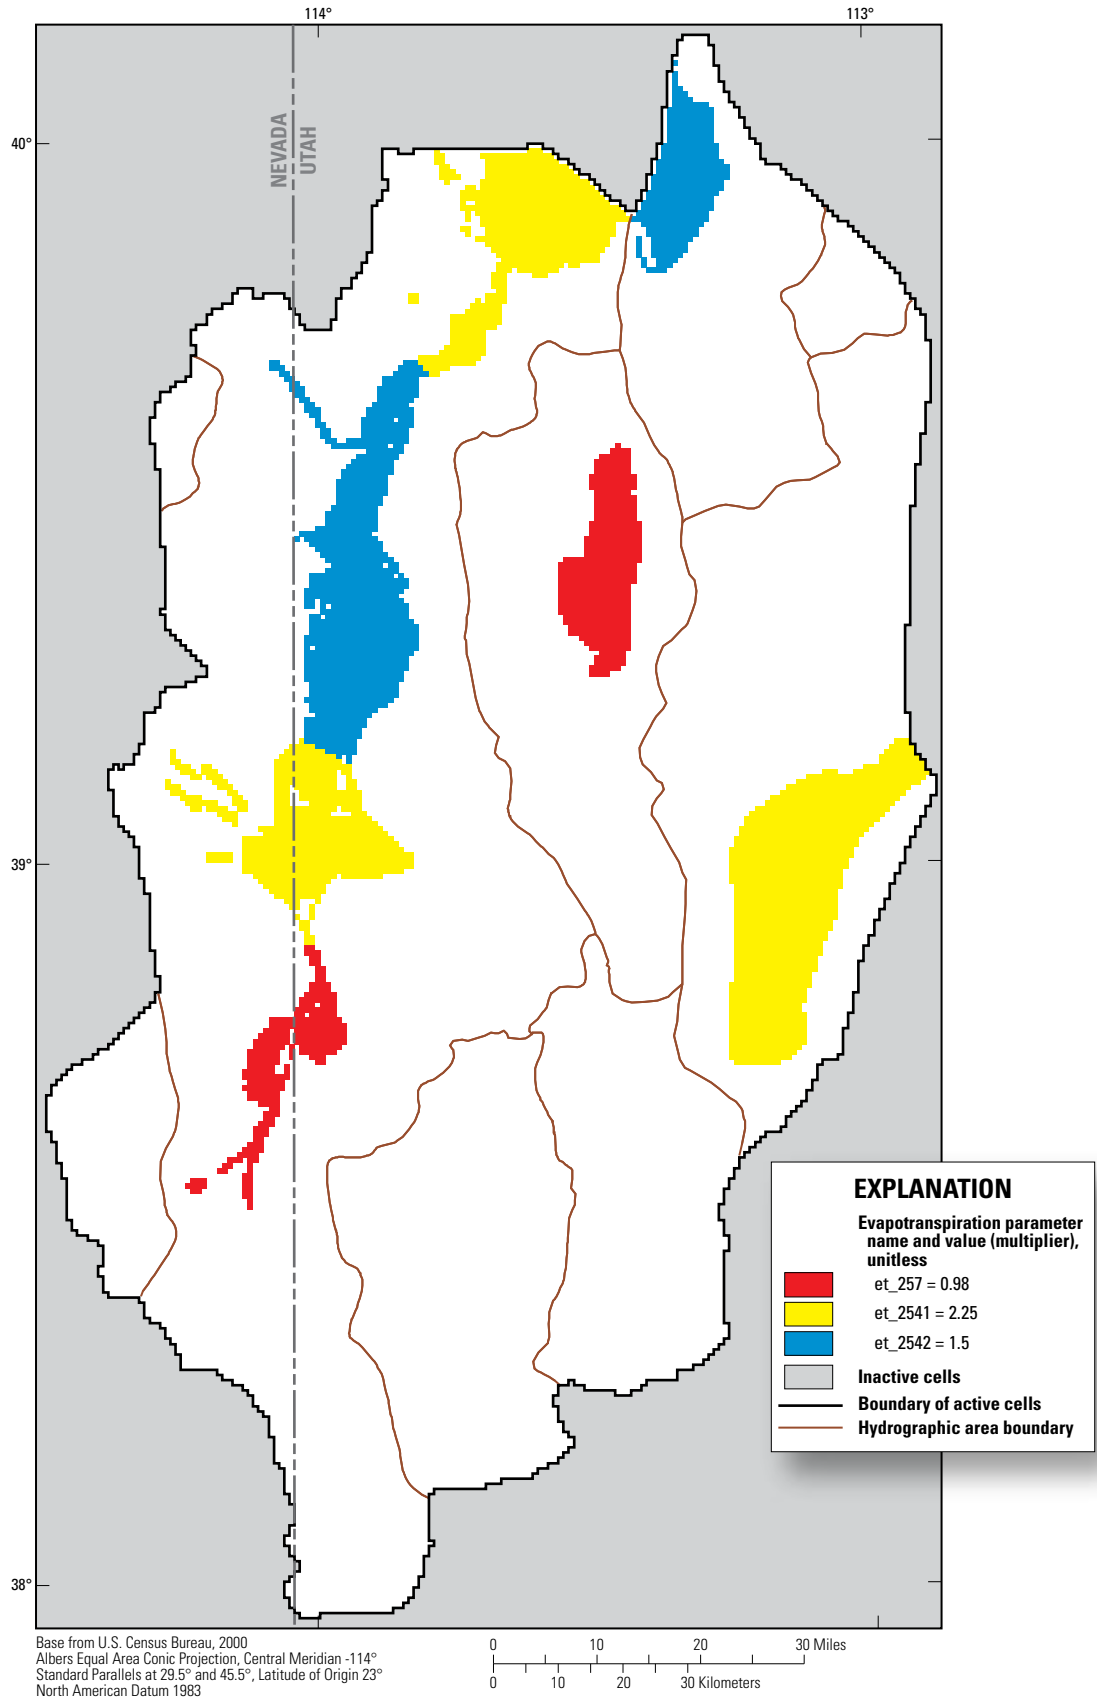 114°
113°
40°
NEVADA
UTAH
39°
38°
EXPLANATION
Evapotranspiration parameter
name and value (multiplier),
unitless
et_257 = 0.98
et_2541 = 2.25
et_2542 = 1.5
Inactive cells
Boundary of active cells
Hydrographic area boundary
Base from U.S. Census Bureau, 2000
Albers Equal Area Conic Projection, Central Meridian -114°
Standard Parallels at 29.5° and 45.5°, Latitude of Origin 23°
North American Datum 1983
0 10 20 30 Miles
0 10 20 30 Kilometers